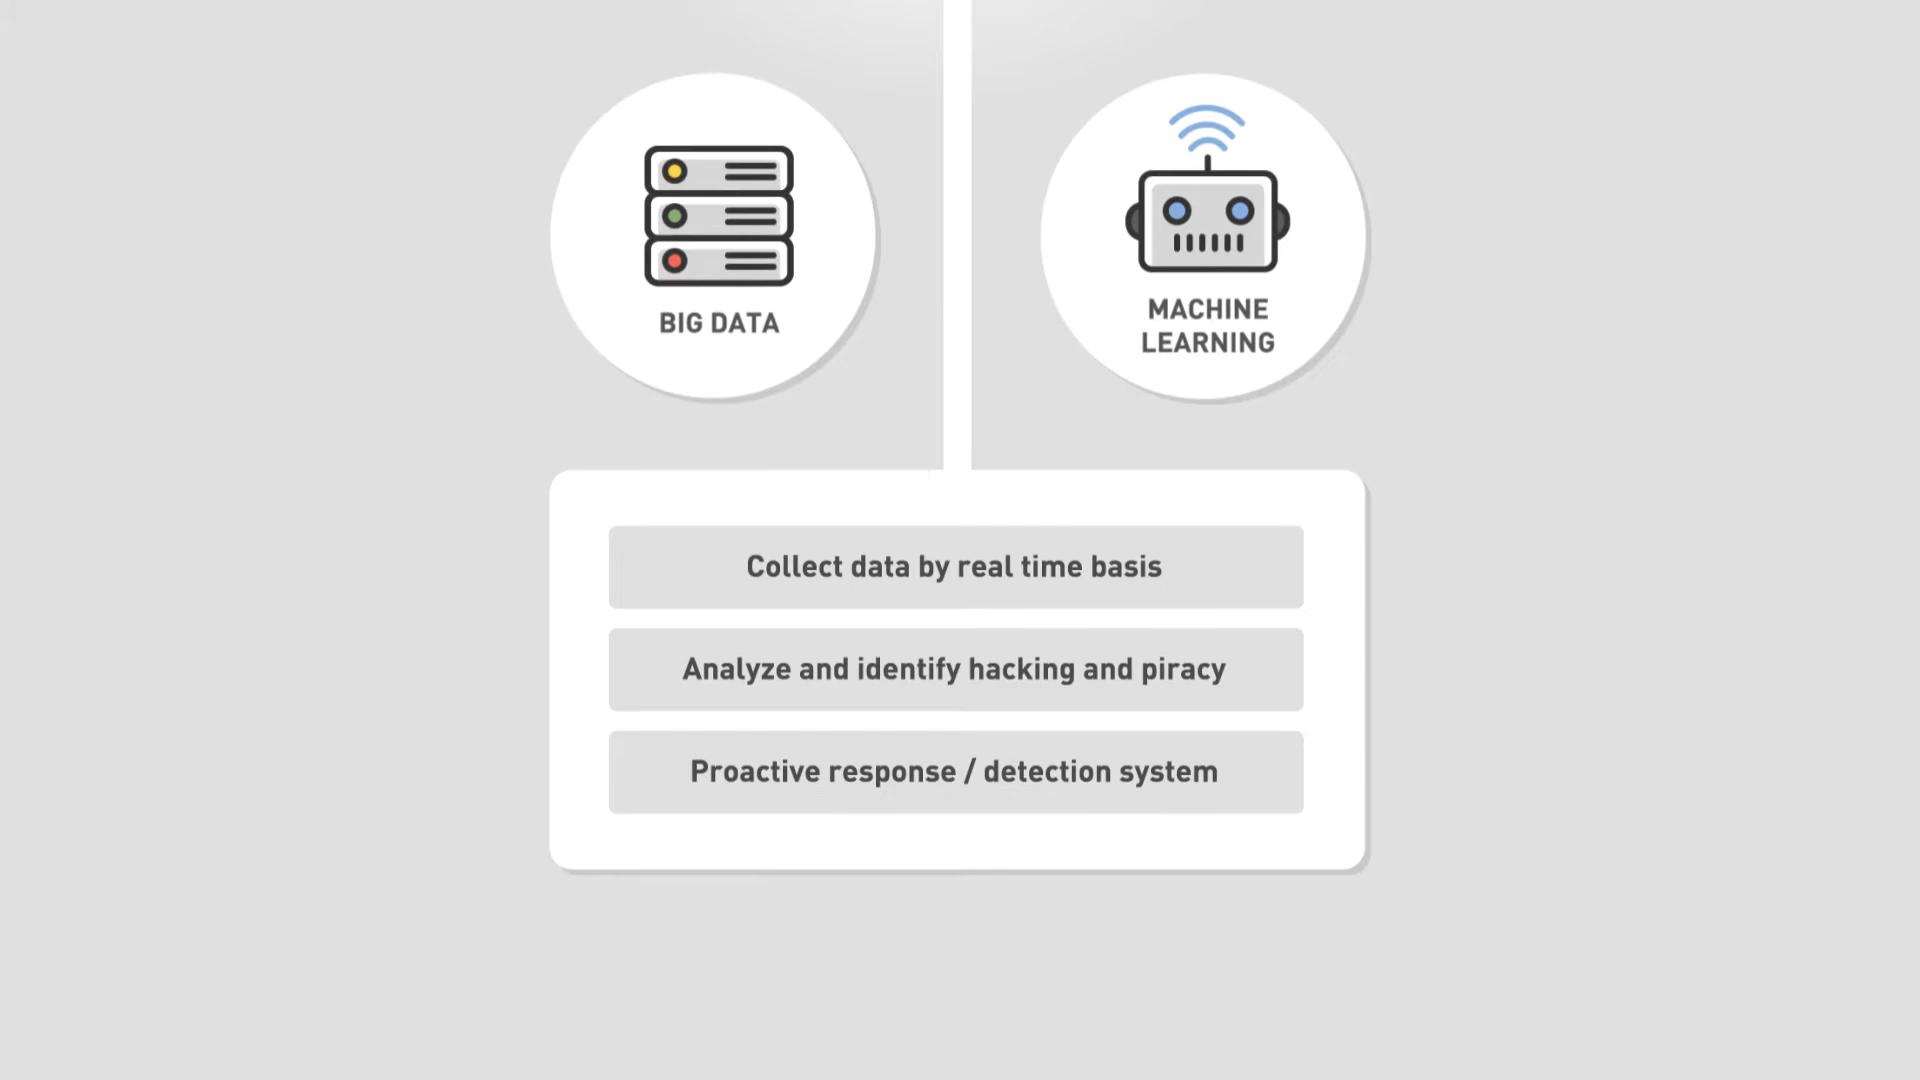 BIG DATA
MACHINE
LEARNING
Collect data by real time basis
Analyze and identify hacking and piracy
Proactive response / detection system